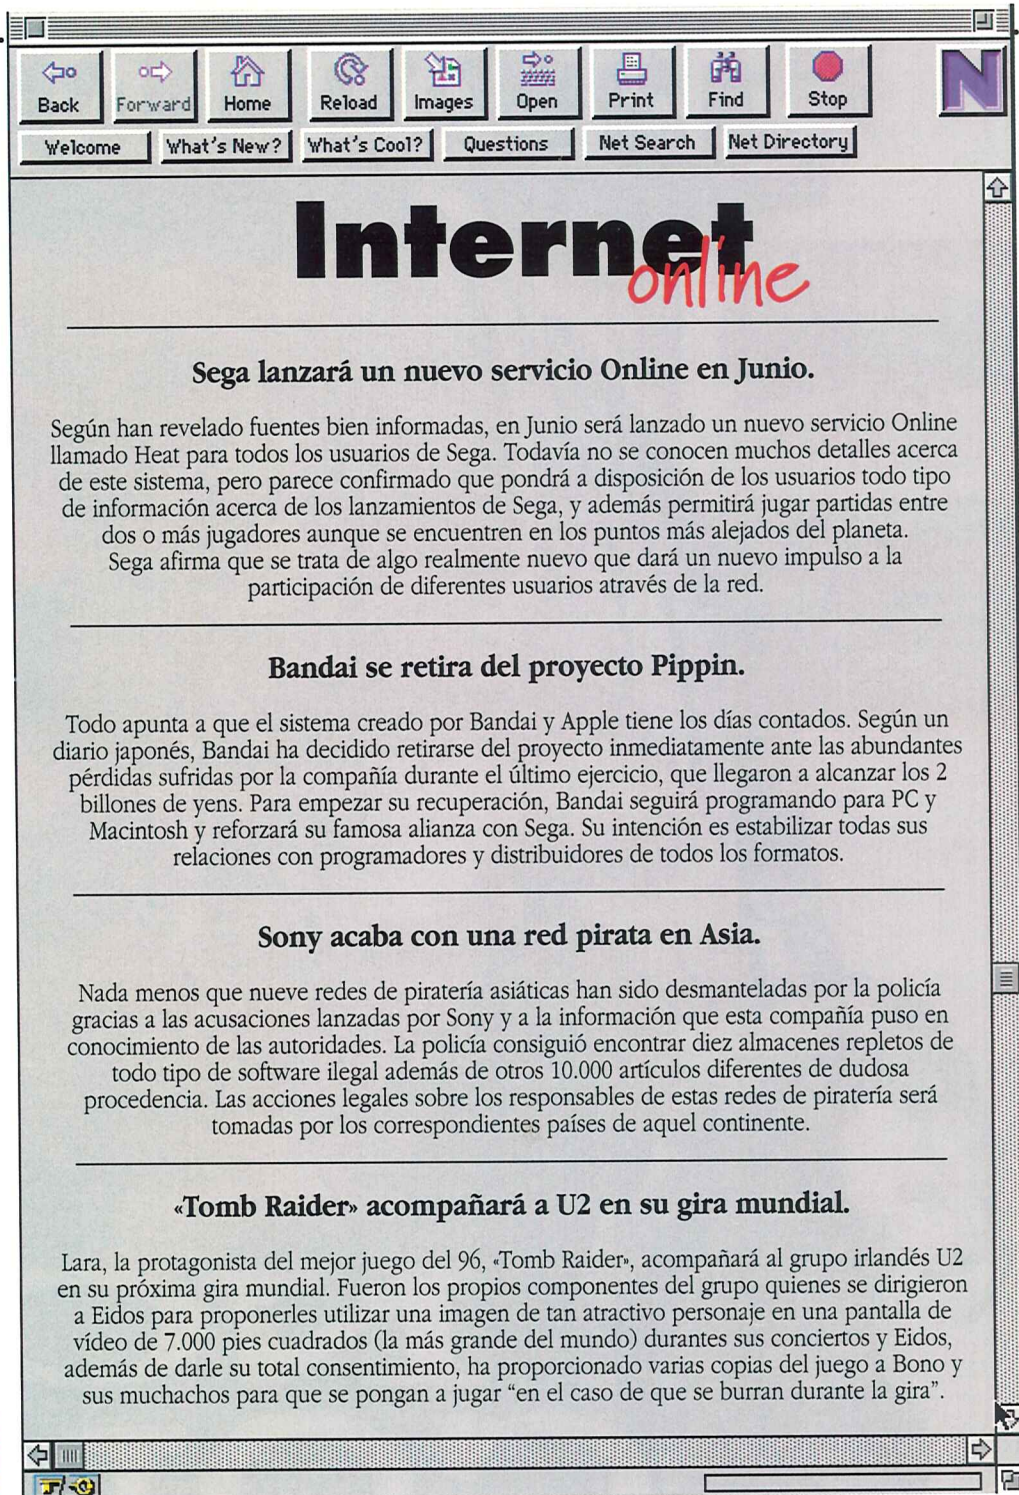 Back Forward Home Reload Images Open Print Find Stop N
Welcome What's New? What's Cool? Questions Net Search Net Directory
Internet
online
Sega lanzará un nuevo servicio Online en Junio.
Según han revelado fuentes bien informadas, en Junio será lanzado un nuevo servicio Online
llamado Heat para todos los usuarios de Sega. Todavía no se conocen muchos detalles acerca
de este sistema, pero parece confirmado que pondrá a disposición de los usuarios todo tipo
de información acerca de los lanzamientos de Sega, y además permitirá jugar partidas entre
dos o más jugadores aunque se encuentren en los puntos más alejados del planeta.
Sega afirma que se trata de algo realmente nuevo que dará un nuevo impulso a la
participación de diferentes usuarios através de la red.
Bandai se retira del proyecto Pippin.
Todo apunta a que el sistema creado por Bandai y Apple tiene los días contados. Según un
diario japonés, Bandai ha decidido retirarse del proyecto inmediatamente ante las abundantes
pérdidas sufridas por la compañía durante el último ejercicio, que llegaron a alcanzar los 2
billones de yens. Para empezar su recuperación, Bandai seguirá programando para PC y
Macintosh y reforzará su famosa alianza con Sega. Su intención es estabilizar todas sus
relaciones con programadores y distribuidores de todos los formatos.
Sony acaba con una red pirata en Asia.
Nada menos que nueve redes de piratería asiáticas han sido desmanteladas por la policía
gracias a las acusaciones lanzadas por Sony y a la información que esta compañía puso en
conocimiento de las autoridades. La policía consiguió encontrar diez almacenes repletos de
todo tipo de software ilegal además de otros 10.000 artículos diferentes de dudosa
procedencia. Las acciones legales sobre los responsables de estas redes de piratería será
tomadas por los correspondientes países de aquel continente.
«Tomb Raider» acompañará a U2 en su gira mundial.
Lara, la protagonista del mejor juego del 96, «Tomb Raider», acompañará al grupo irlandés U2
en su próxima gira mundial. Fueron los propios componentes del grupo quienes se dirigieron
a Eidos para proponerles utilizar una imagen de tan atractivo personaje en una pantalla de
vídeo de 7.000 pies cuadrados (la más grande del mundo) durantes sus conciertos y Eidos,
además de darle su total consentimiento, ha proporcionado varias copias del juego a Bono y
sus muchachos para que se pongan a jugar “en el caso de que se burran durante la gira”.